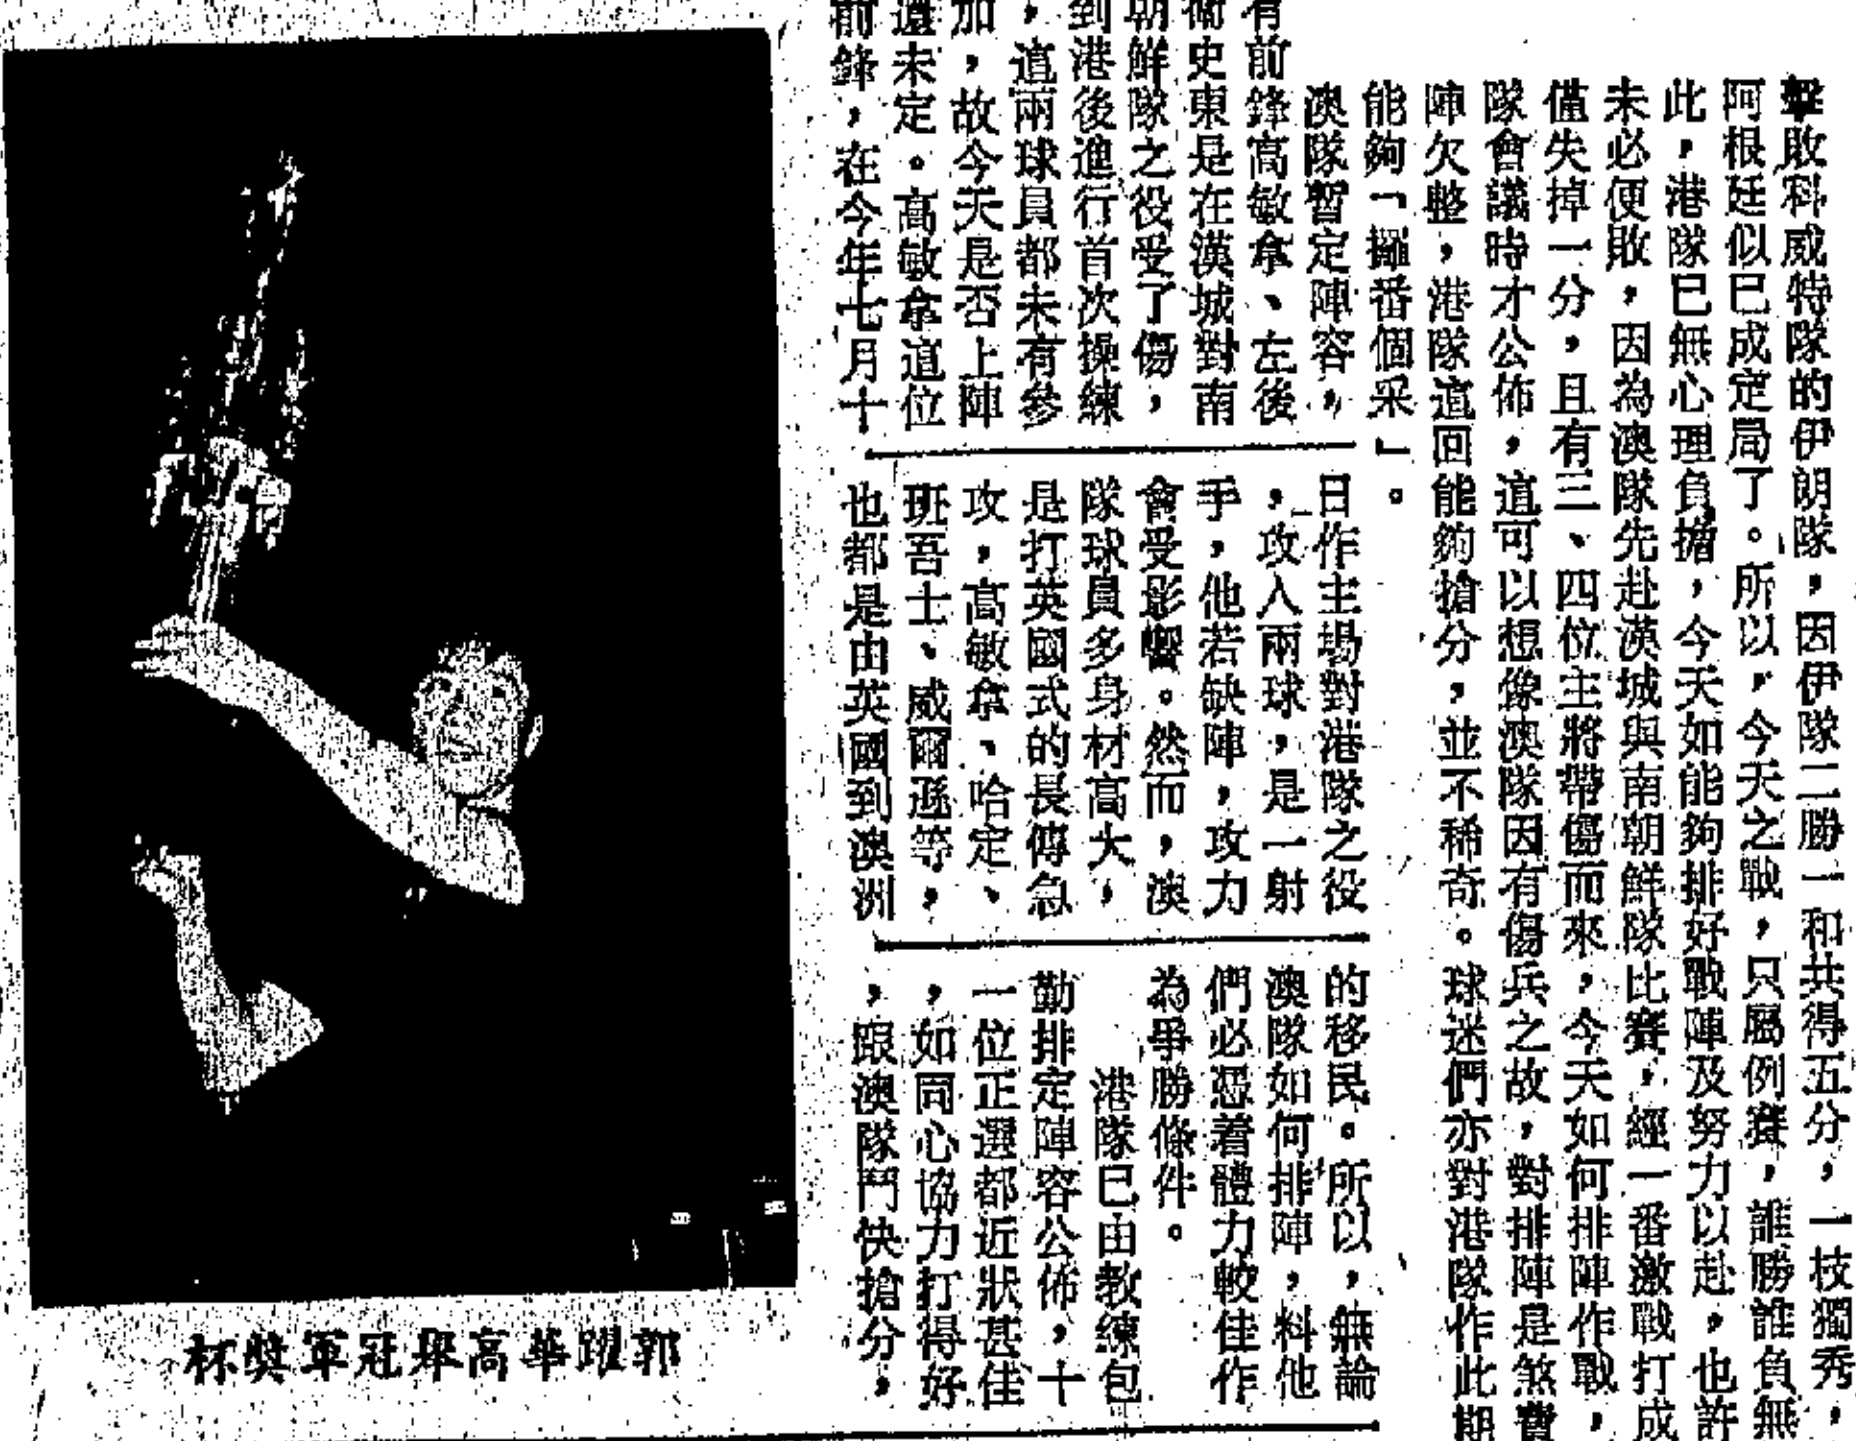 擊敗科威特隊的伊朗隊，因伊隊二勝一和共得五分，一枝獨秀，
阿根廷似已成定局了。所以，今天之戰，只屬例賽，誰勝誰負無
此，港隊已無心理負擔，今天如能夠排好戰陣及努力以赴，也許
未必便敗，因為澳隊先赴漢城與南朝鮮隊比賽，經一番激戰打成
僅失掉一分，且有三、四位主將帶傷而來，今天如何排陣作戰，
隊會議時才公佈，這可以想像澳隊因有傷兵之故，對排陣是煞費
陣欠整，港隊這回能夠搶分，並不稀奇。球迷們亦對港隊作此期
能夠「攞番個采」。
澳隊暫定陣容，
有前鋒高敏拿、左後
衞史東是在漢城對南
朝鮮隊之役受了傷，
到港後進行首次操練
，這兩球員都未有參
加，故今天是否上陣
還未定。高敏拿這位
前鋒，在今年七月十
日作主場對港隊之役
，攻入兩球，是一射
手，他若缺陣，攻力
會受影響。然而，澳
隊球員多身材高大，
是打英國式的長傳急
攻，高敏拿、哈定、
班吾士、威爾遜等，
也都是由英國到澳洲
的移民。所以，無論
澳隊如何排陣，料他
們必憑着體力較佳作
為爭勝條件。
港隊已由教練包
勤排定陣容公佈，十
一位正選都近狀甚佳
，如同心協力打得好
，跟澳隊鬥快搶分，
郭躍華高舉冠軍獎杯